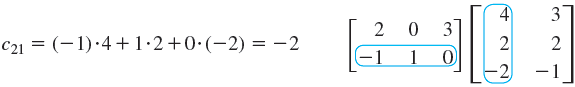 c₂₁ = (−1)·4 + 1·2 + 0·(−2) = −2
[2 0 3] [4 3]
[−1 1 0] [2 2]
[−2 −1]